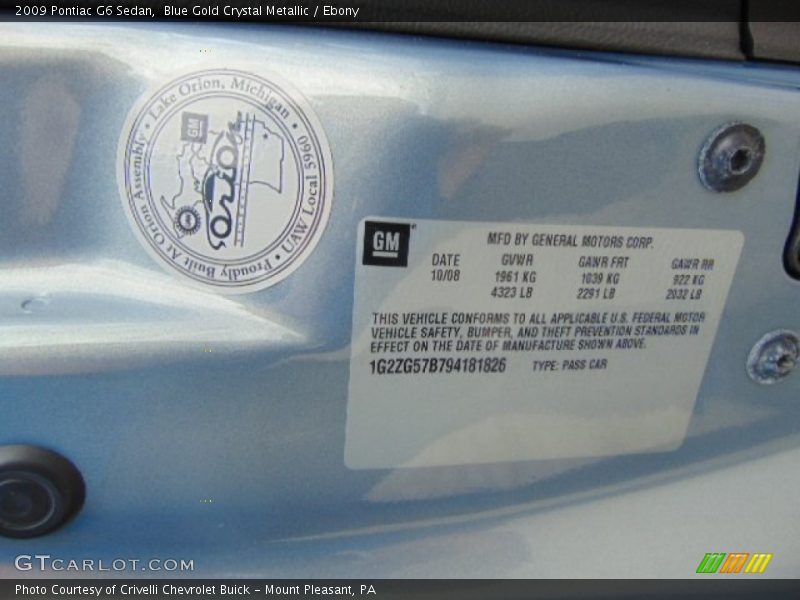 2009 Pontiac G6 Sedan, Blue Gold Crystal Metallic / Ebony
Lake Orion, Michigan • UAW Local 5960 • Proudly Built At Orion Assembly •
GM
orion
GM
MFD BY GENERAL MOTORS CORP.
DATE GVWR GAWR FRT GAWR RR
10/08 1961 KG 1039 KG 922 KG
4323 LB 2291 LB 2032 LB
THIS VEHICLE CONFORMS TO ALL APPLICABLE U.S. FEDERAL MOTOR
VEHICLE SAFETY, BUMPER, AND THEFT PREVENTION STANDARDS IN
EFFECT ON THE DATE OF MANUFACTURE SHOWN ABOVE.
1G2ZG57B794181826 TYPE: PASS CAR
GTCARLOT.COM
Photo Courtesy of Crivelli Chevrolet Buick - Mount Pleasant, PA